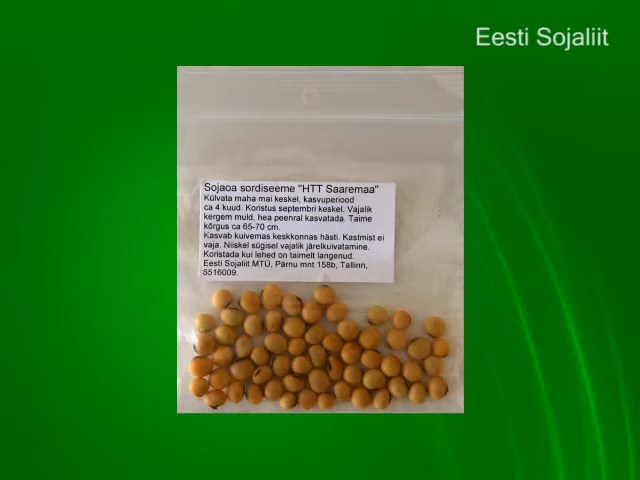 Eesti Sojaliit
Sojaoa sordiseeme "HTT Saaremaa"
Külvata maha mai keskel, kasvuperiood
ca 4 kuud. Koristus septembri keskel. Vajalik
kergem muld, hea peenral kasvatada. Taime
kõrgus ca 65-70 cm.
Kasvab kuivemas keskkonnas hästi. Kastmist ei
vaja. Niiskel sügisel vajalik järelkuivatamine.
Koristada kui lehed on taimelt langenud.
Eesti Sojaliit MTÜ, Pärnu mnt 158b, Tallinn,
5516009.